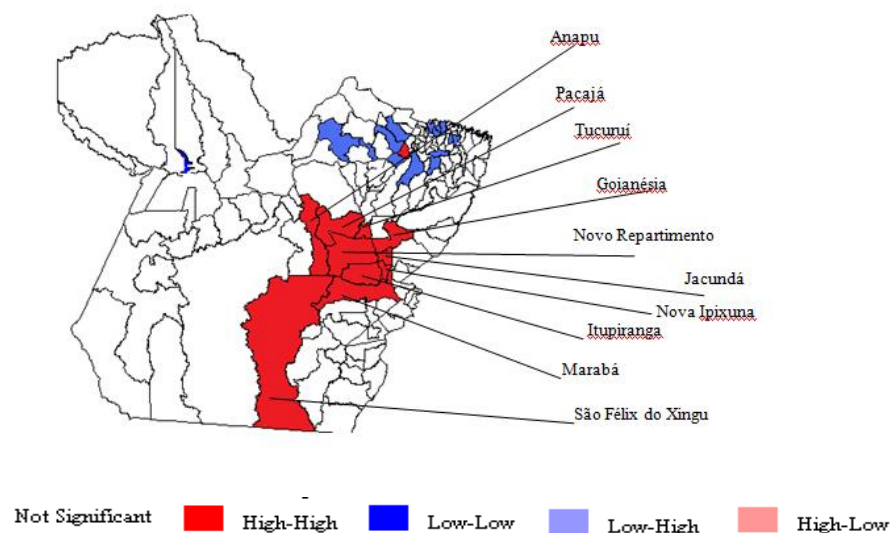 Anapu
Pacajá
Tucuruí
Goianésia
Novo Repartimento
Jacundá
Nova Ipixuna
Itupiranga
Marabá
São Félix do Xingu
Not Significant High-High Low-Low Low-High High-Low